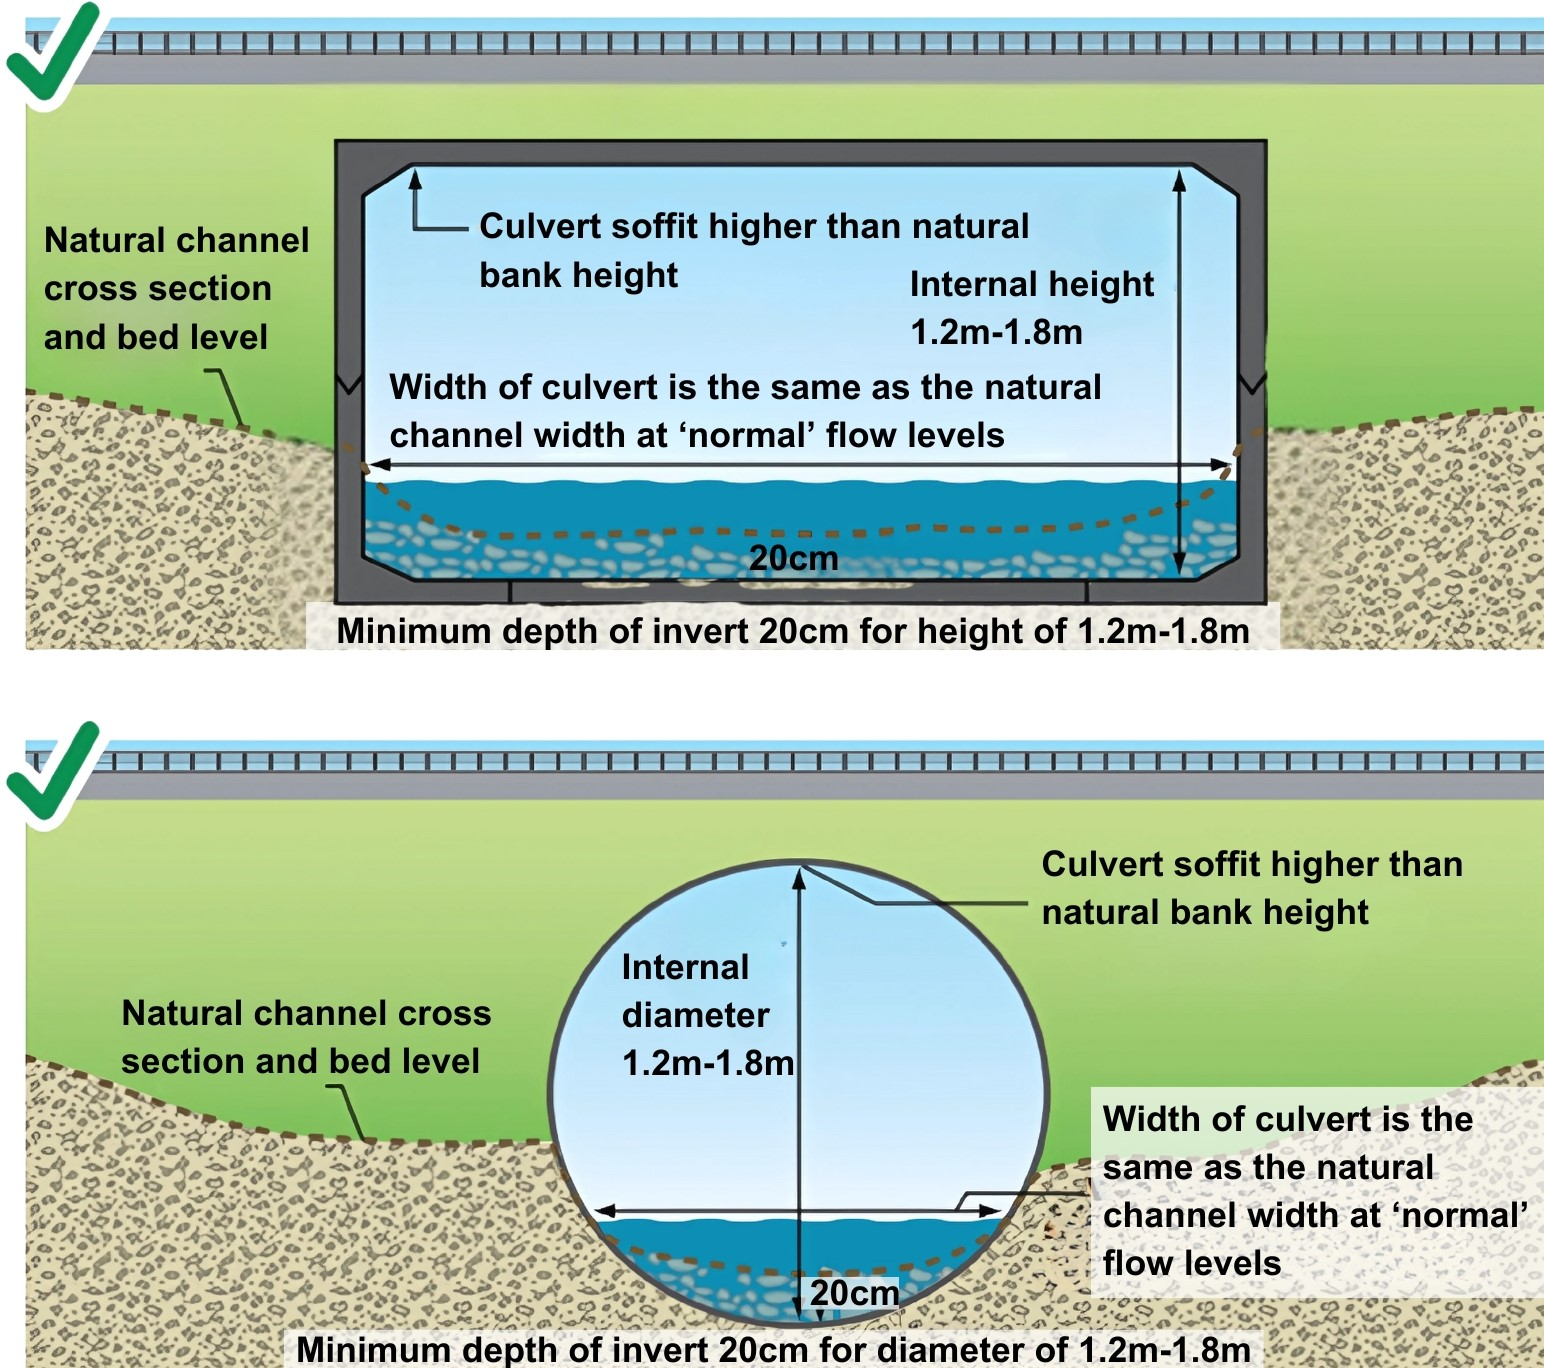 Culvert soffit higher than natural
bank height
Natural channel
cross section
and bed level
Internal height
1.2m-1.8m
Width of culvert is the same as the natural
channel width at ‘normal’ flow levels
20cm
Minimum depth of invert 20cm for height of 1.2m-1.8m
Culvert soffit higher than
natural bank height
Internal
diameter
1.2m-1.8m
Natural channel cross
section and bed level
Width of culvert is the
same as the natural
channel width at ‘normal’
flow levels
20cm
Minimum depth of invert 20cm for diameter of 1.2m-1.8m